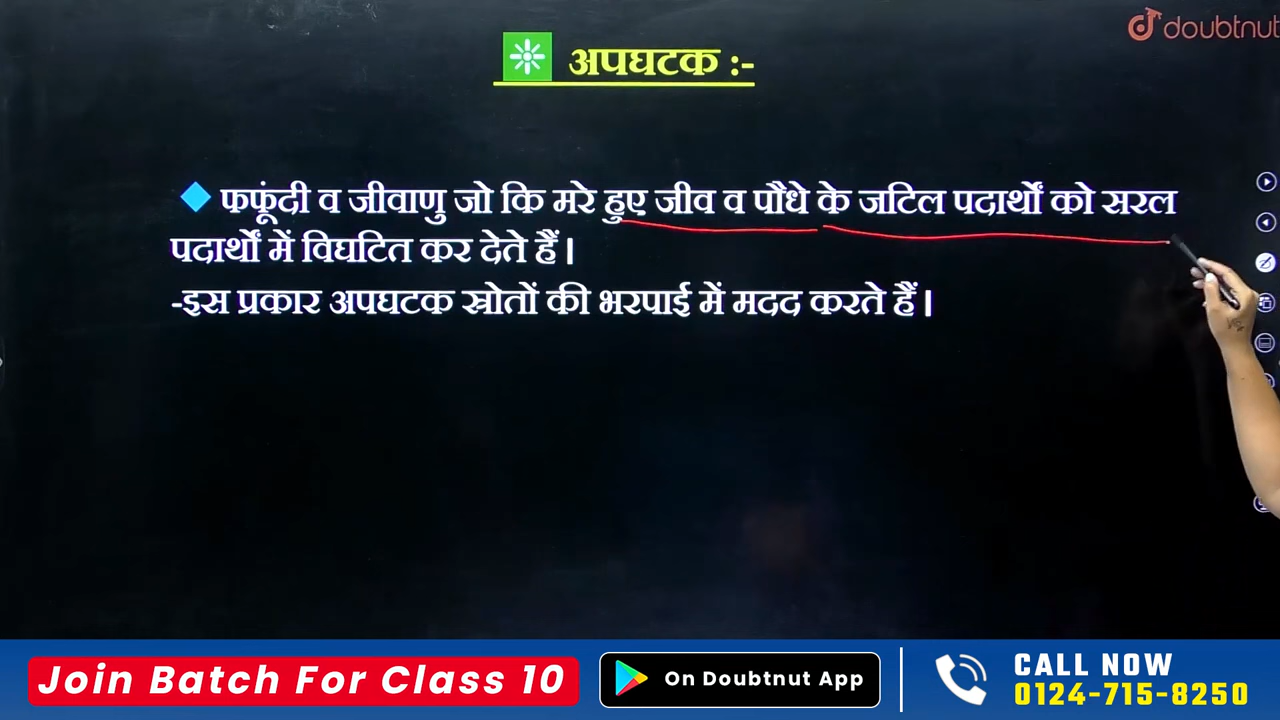 doubtnut
अपघटक :-
फफूंदी व जीवाणु जो कि मरे हुए जीव व पौधे के जटिल पदार्थों को सरल
पदार्थों में विघटित कर देते हैं।
-इस प्रकार अपघटक स्रोतों की भरपाई में मदद करते हैं।
Join Batch For Class 10
On Doubtnut App
CALL NOW
0124-715-8250